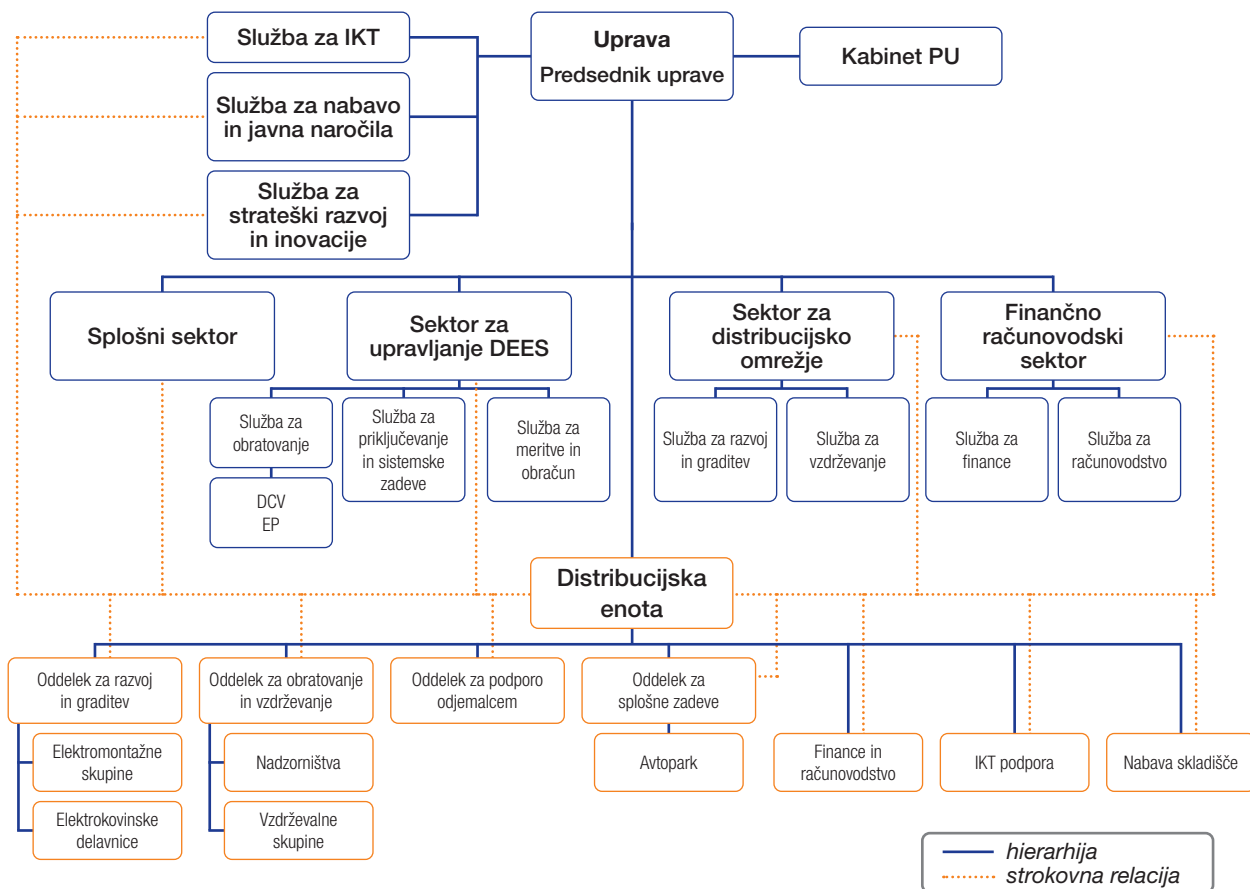 Služba za IKT
Uprava
Predsednik uprave
Kabinet PU
Služba za nabavo
in javna naročila
Služba za
strateški razvoj
in inovacije
Splošni sektor
Sektor za
upravljanje DEES
Sektor za
distribucijsko
omrežje
Finančno
računovodski
sektor
Služba za
obratovanje
Služba za
priključevanje
in sistemske
zadeve
Služba za
meritve in
obračun
Služba za razvoj
in graditev
Služba za
vzdrževanje
Služba za
finance
Služba za
računovodstvo
DCV
EP
Distribucijska
enota
Oddelek za razvoj
in graditev
Oddelek za obratovanje
in vzdrževanje
Oddelek za podporo
odjemalcem
Oddelek za
splošne zadeve
Elektromontažne
skupine
Nadzorništva
Avtopark
Finance in
računovodstvo
IKT podpora
Nabava skladišče
Elektrokovinske
delavnice
Vzdrževalne
skupine
hierarhija
strokovna relacija